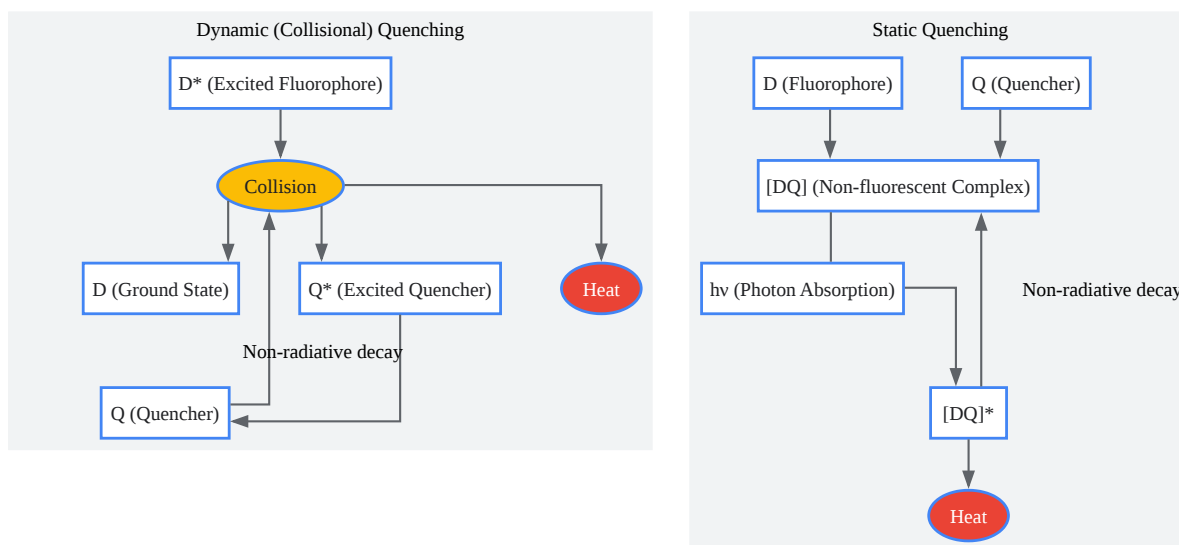 Dynamic (Collisional) Quenching
D* (Excited Fluorophore)
Collision
D (Ground State)
Q* (Excited Quencher)
Heat
Non-radiative decay
Q (Quencher)
Static Quenching
D (Fluorophore)
Q (Quencher)
[DQ] (Non-fluorescent Complex)
hν (Photon Absorption)
Non-radiative decay
[DQ]*
Heat